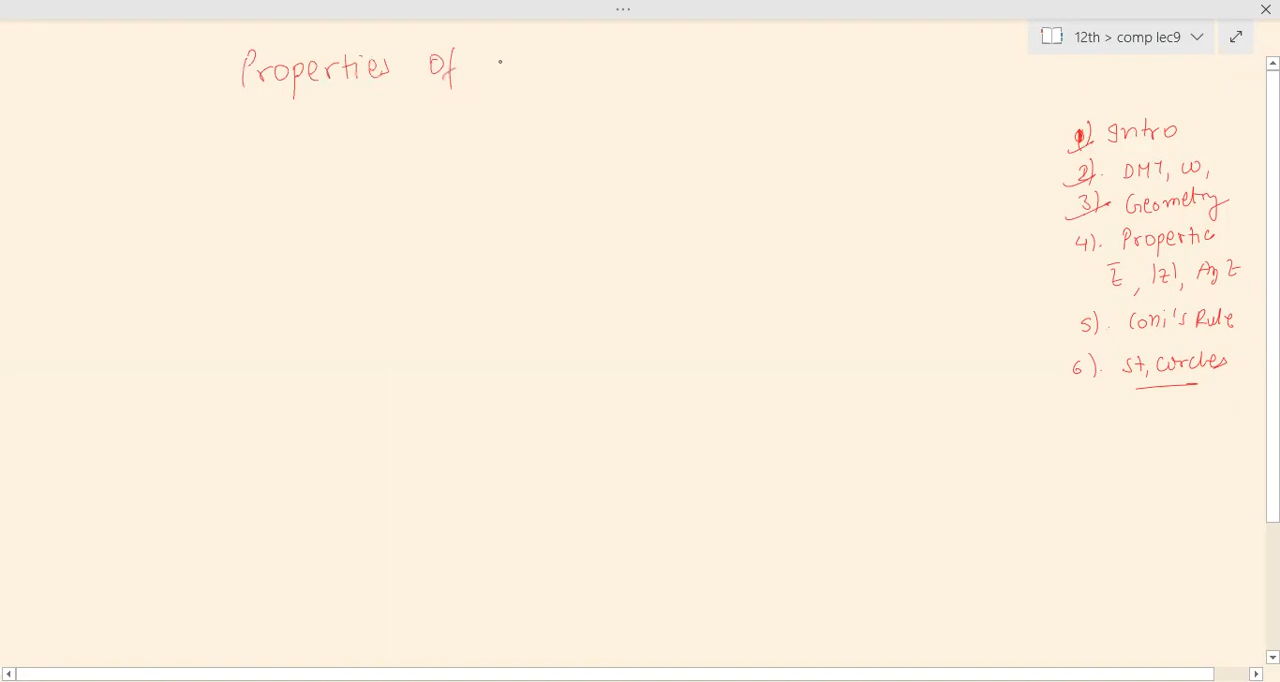 12th > comp lec9
Properties Of
1) Intro
2). DMT, ω,
3) Geometry
4). Propertie
z̄, |z|, Arg z
5). Coni's Rule
6). st, circles